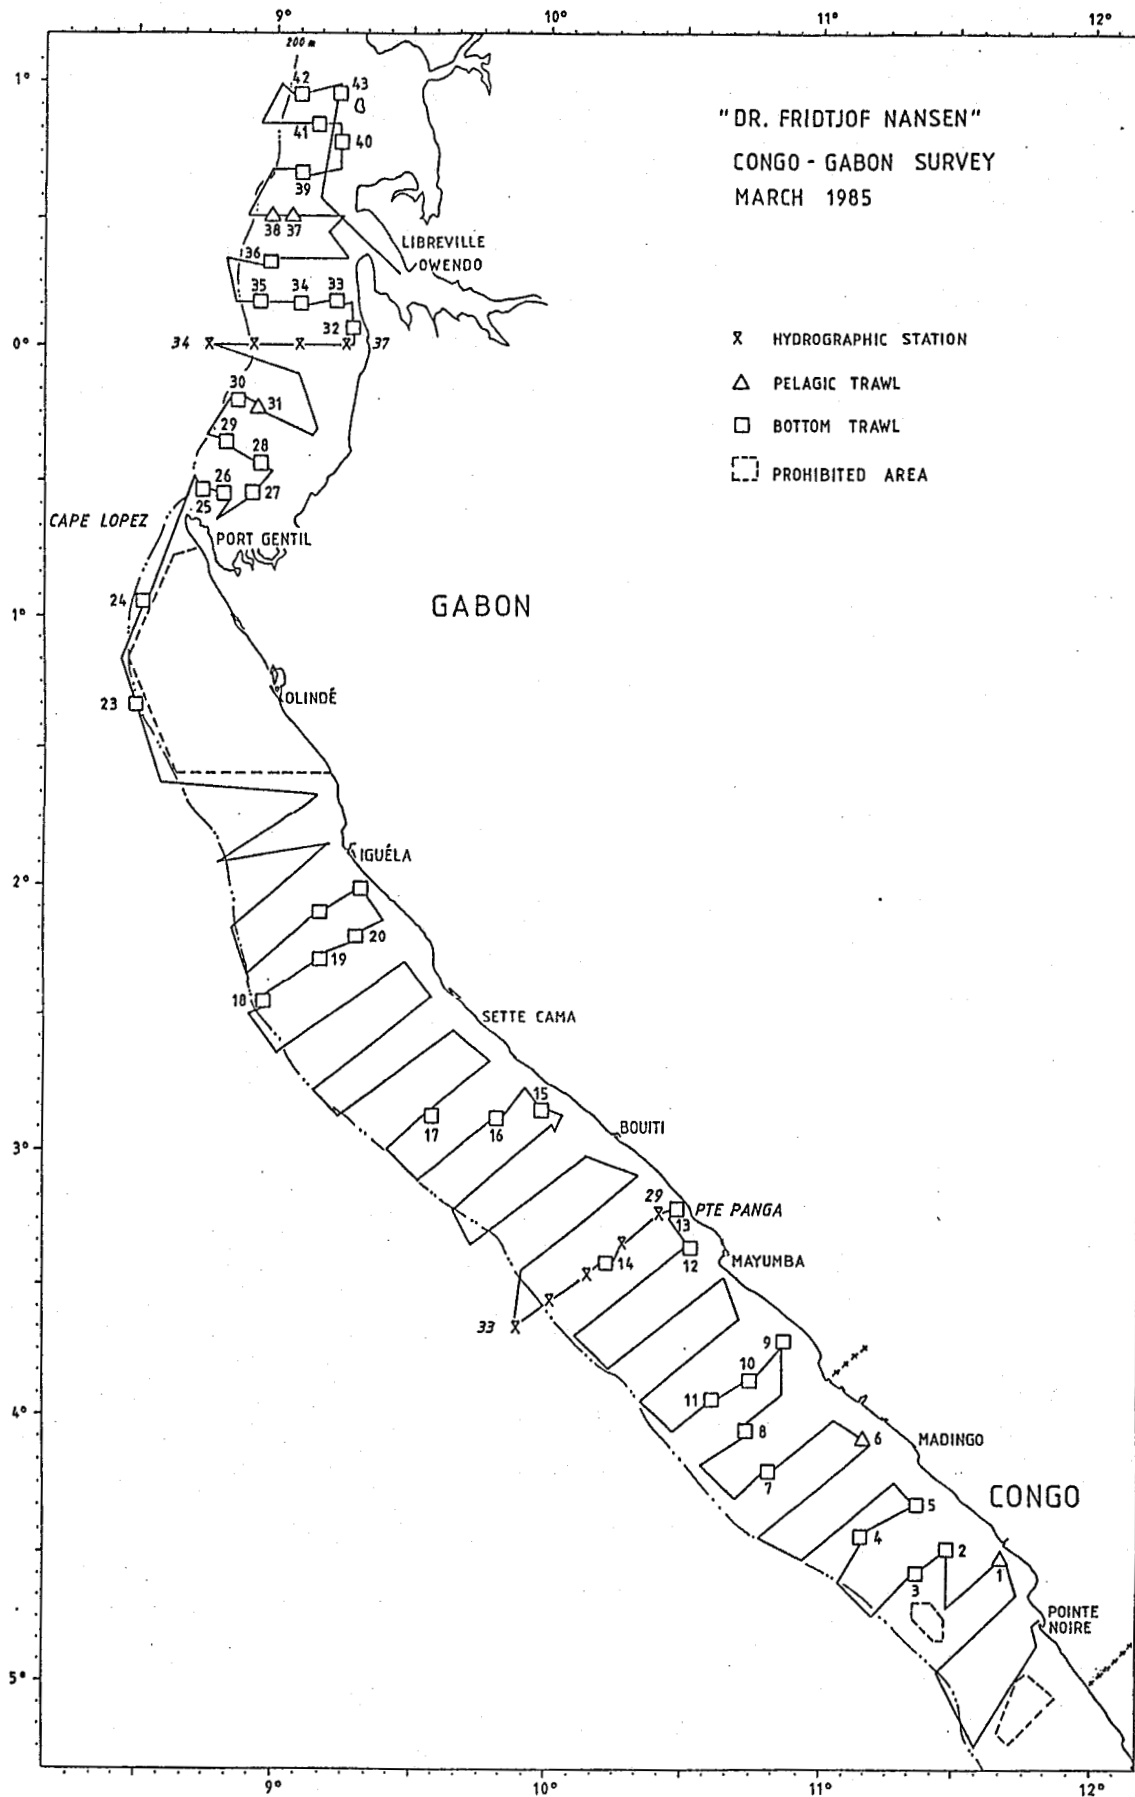 9° 10° 11° 12°
200 m
1°
42 43
41 40
39
38 37
36
35 34 33
32
34 37
0°
30
31
29
28
26
25 27
"DR. FRIDTJOF NANSEN"
CONGO - GABON SURVEY
MARCH 1985
LIBREVILLE
OWENDO
HYDROGRAPHIC STATION
PELAGIC TRAWL
BOTTOM TRAWL
PROHIBITED AREA
CAPE LOPEZ
PORT GENTIL
24
1°
GABON
23
OLINDÉ
IGUÉLA
2°
20
19
18
SETTE CAMA
15
17 16
BOUITI
3°
29
PTE PANGA
13
12
14
MAYUMBA
33
9
10
11
4°
8
6
MADINGO
7
CONGO
5
4
2
3
1
POINTE
NOIRE
5°
9° 10° 11° 12°